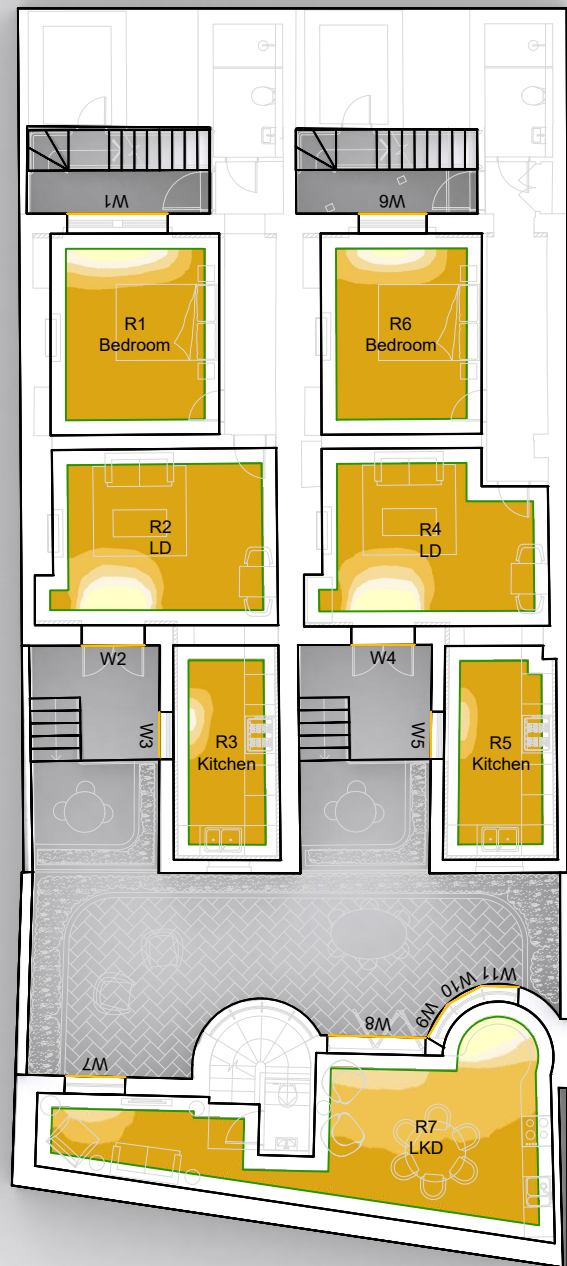 W1
W6
R1
Bedroom
R6
Bedroom
R2
LD
R4
LD
W2
W4
W3
R3
Kitchen
W5
R5
Kitchen
W11
W10
W9
W8
W7
R7
LKD